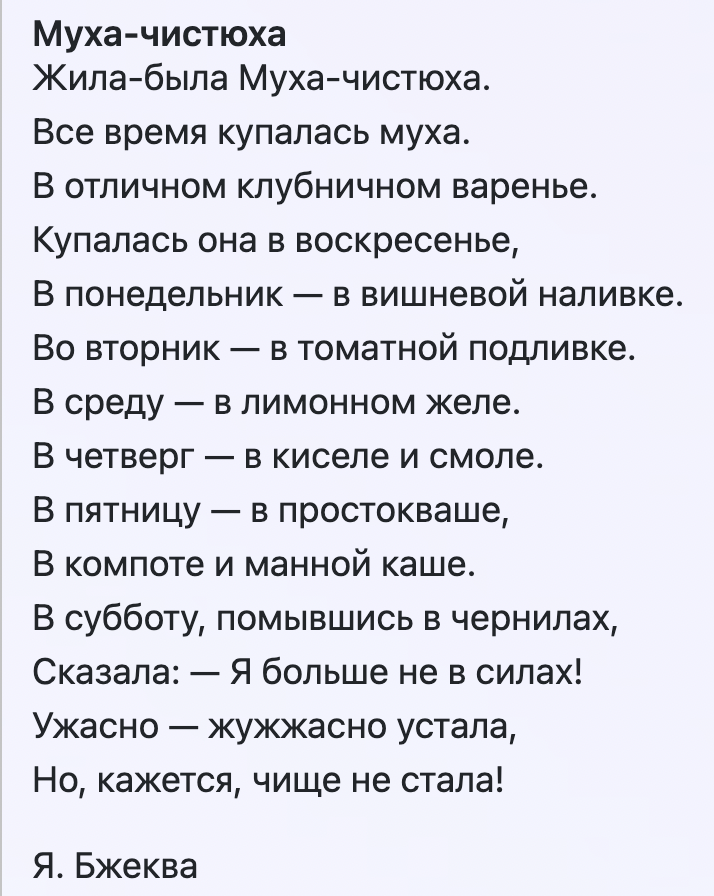 Муха-чистюха
Жила-была Муха-чистюха.
Все время купалась муха.
В отличном клубничном варенье.
Купалась она в воскресенье,
В понедельник — в вишневой наливке.
Во вторник — в томатной подливке.
В среду — в лимонном желе.
В четверг — в киселе и смоле.
В пятницу — в простокваше,
В компоте и манной каше.
В субботу, помывшись в чернилах,
Сказала: — Я больше не в силах!
Ужасно — жужжасно устала,
Но, кажется, чище не стала!
Я. Бжеква